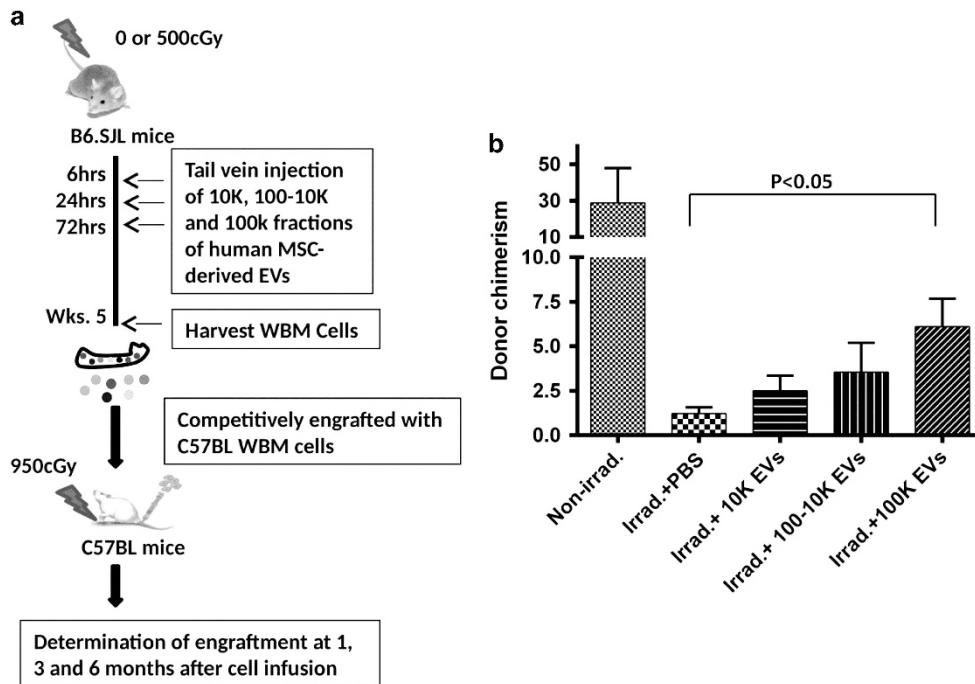 a
0 or 500cGy
B6.SJL mice
6hrs
24hrs
72hrs
Tail vein injection
of 10K, 100-10K
and 100k fractions
of human MSC-
derived EVs
Wks. 5
Harvest WBM Cells
Competitively engrafted with
C57BL WBM cells
950cGy
C57BL mice
Determination of engraftment at 1,
3 and 6 months after cell infusion
b
Donor chimerism
50
30
10
10.0
7.5
5.0
2.5
0.0
P<0.05
Non-irrad.
Irrad.+PBS
Irrad.+ 10K EVs
Irrad.+ 100-10K EVs
Irrad.+100K EVs